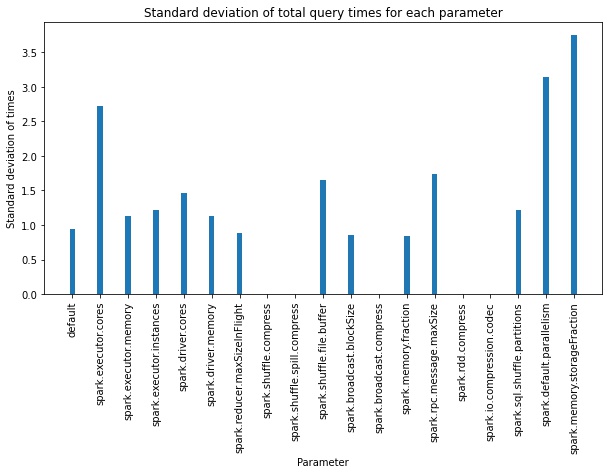 Standard deviation of total query times for each parameter
Standard deviation of times
3.5
3.0
2.5
2.0
1.5
1.0
0.5
0.0
default
spark.executor.cores
spark.executor.memory
spark.executor.instances
spark.driver.cores
spark.driver.memory
spark.reducer.maxSizeInFlight
spark.shuffle.compress
spark.shuffle.spill.compress
spark.shuffle.file.buffer
spark.broadcast.blockSize
spark.broadcast.compress
spark.memory.fraction
spark.rpc.message.maxSize
spark.rdd.compress
spark.io.compression.codec
spark.sql.shuffle.partitions
spark.default.parallelism
spark.memory.storageFraction
Parameter